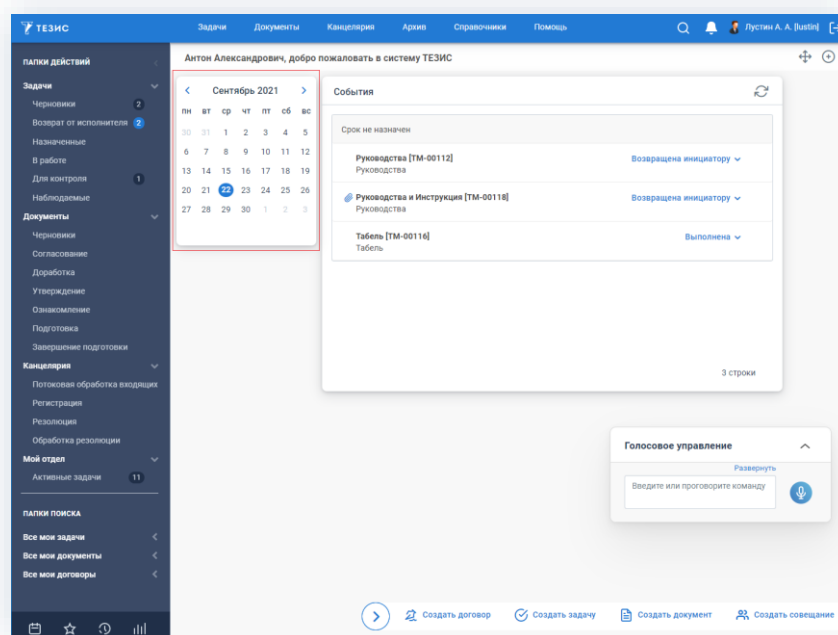 ТЕЗИС
Задачи Документы Канцелярия Архив Справочники Помощь
Лустин А. А. [lustin]
ПАПКИ ДЕЙСТВИЙ
Задачи
Черновики 2
Возврат от исполнителя 2
Назначенные
В работе
Для контроля 1
Наблюдаемые
Документы
Черновики
Согласование
Доработка
Утверждение
Ознакомление
Подготовка
Завершение подготовки
Канцелярия
Потоковая обработка входящих
Регистрация
Резолюция
Обработка резолюции
Мой отдел
Активные задачи 11
ПАПКИ ПОИСКА
Все мои задачи
Все мои документы
Все мои договоры
Антон Александрович, добро пожаловать в систему ТЕЗИС
Сентябрь 2021
пн вт ср чт пт сб вс
30 31 1 2 3 4 5
6 7 8 9 10 11 12
13 14 15 16 17 18 19
20 21 22 23 24 25 26
27 28 29 30 1 2 3
События
Срок не назначен
Руководства [ТМ-00112] Возвращена инициатору
Руководства
Руководства и Инструкция [ТМ-00118] Возвращена инициатору
Руководства
Табель [ТМ-00116] Выполнена
Табель
3 строки
Голосовое управление
Развернуть
Введите или проговорите команду
Создать договор Создать задачу Создать документ Создать совещание